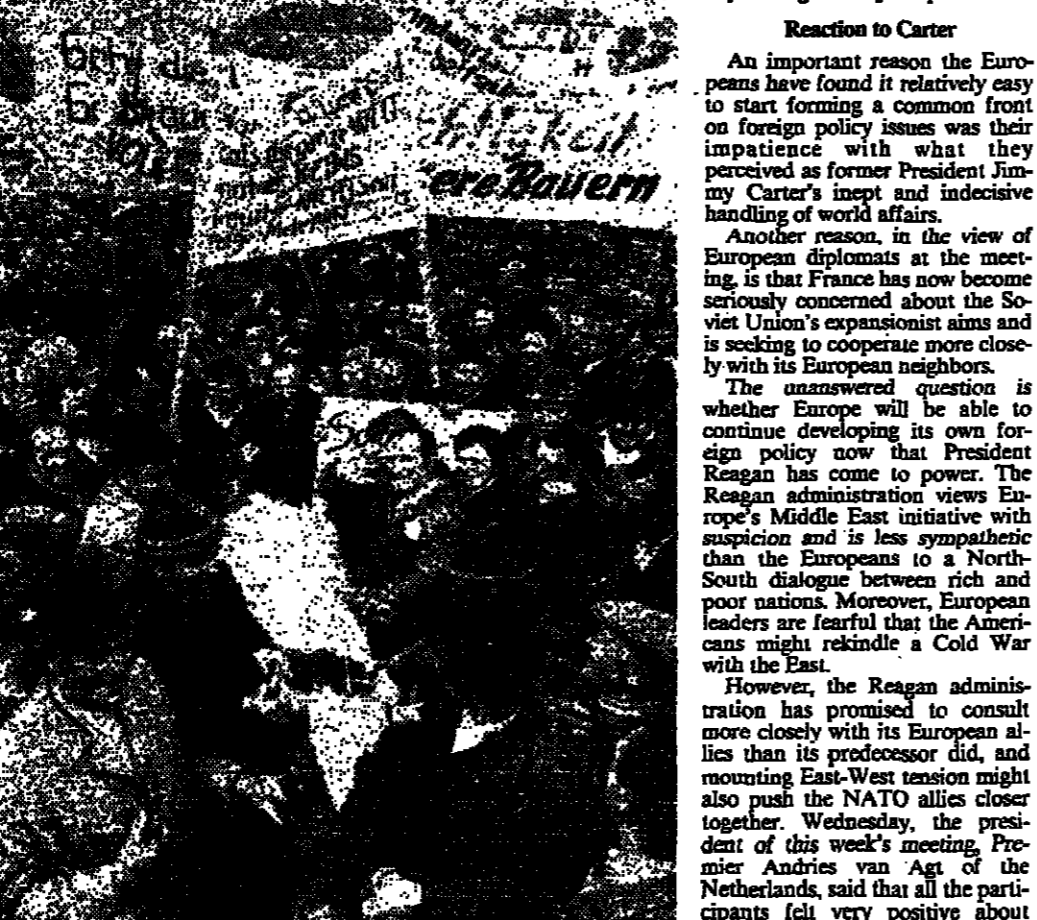 ere Bauern
Reaction to Carter
An important reason the Euro-
peans have found it relatively easy
to start forming a common front
on foreign policy issues was their
impatience with what they
perceived as former President Jim-
my Carter's inept and indecisive
handling of world affairs.
Another reason, in the view of
European diplomats at the meet-
ing, is that France has now become
seriously concerned about the So-
viet Union's expansionist aims and
is seeking to cooperate more close-
ly with its European neighbors.
The unanswered question is
whether Europe will be able to
continue developing its own for-
eign policy now that President
Reagan has come to power. The
Reagan administration views Eu-
rope's Middle East initiative with
suspicion and is less sympathetic
than the Europeans to a North-
South dialogue between rich and
poor nations. Moreover, European
leaders are fearful that the Ameri-
cans might rekindle a Cold War
with the East.
However, the Reagan adminis-
tration has promised to consult
more closely with its European al-
lies than its predecessor did, and
mounting East-West tension might
also push the NATO allies closer
together. Wednesday, the presi-
dent of this week's meeting, Pre-
mier Andries van Agt of the
Netherlands, said that all the parti-
cipants felt very positive about